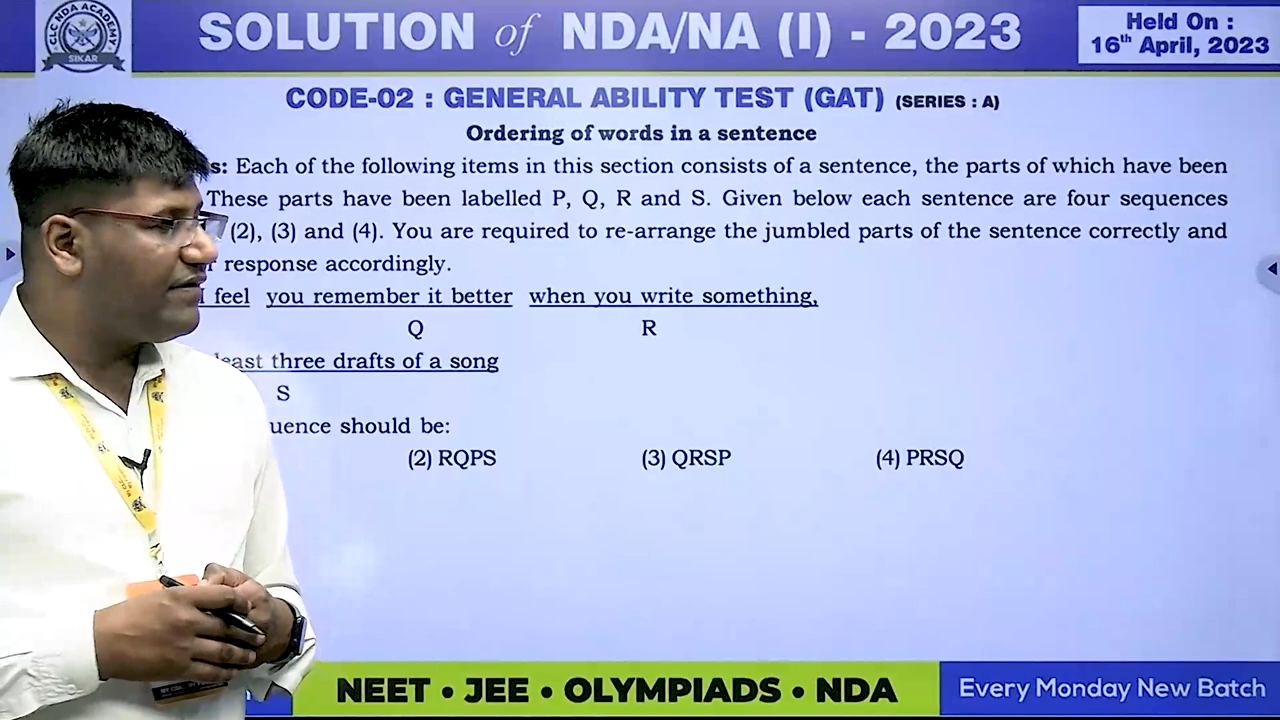 CLC NDA ACADEMY
SIKAR
SOLUTION of NDA/NA (I) - 2023
Held On :
16th April, 2023
CODE-02 : GENERAL ABILITY TEST (GAT) (SERIES : A)
Ordering of words in a sentence
s: Each of the following items in this section consists of a sentence, the parts of which have been
These parts have been labelled P, Q, R and S. Given below each sentence are four sequences
(2), (3) and (4). You are required to re-arrange the jumbled parts of the sentence correctly and
r response accordingly.
I feel you remember it better when you write something,
Q R
least three drafts of a song
S
uence should be:
(2) RQPS (3) QRSP (4) PRSQ
NEET • JEE • OLYMPIADS • NDA
Every Monday New Batch